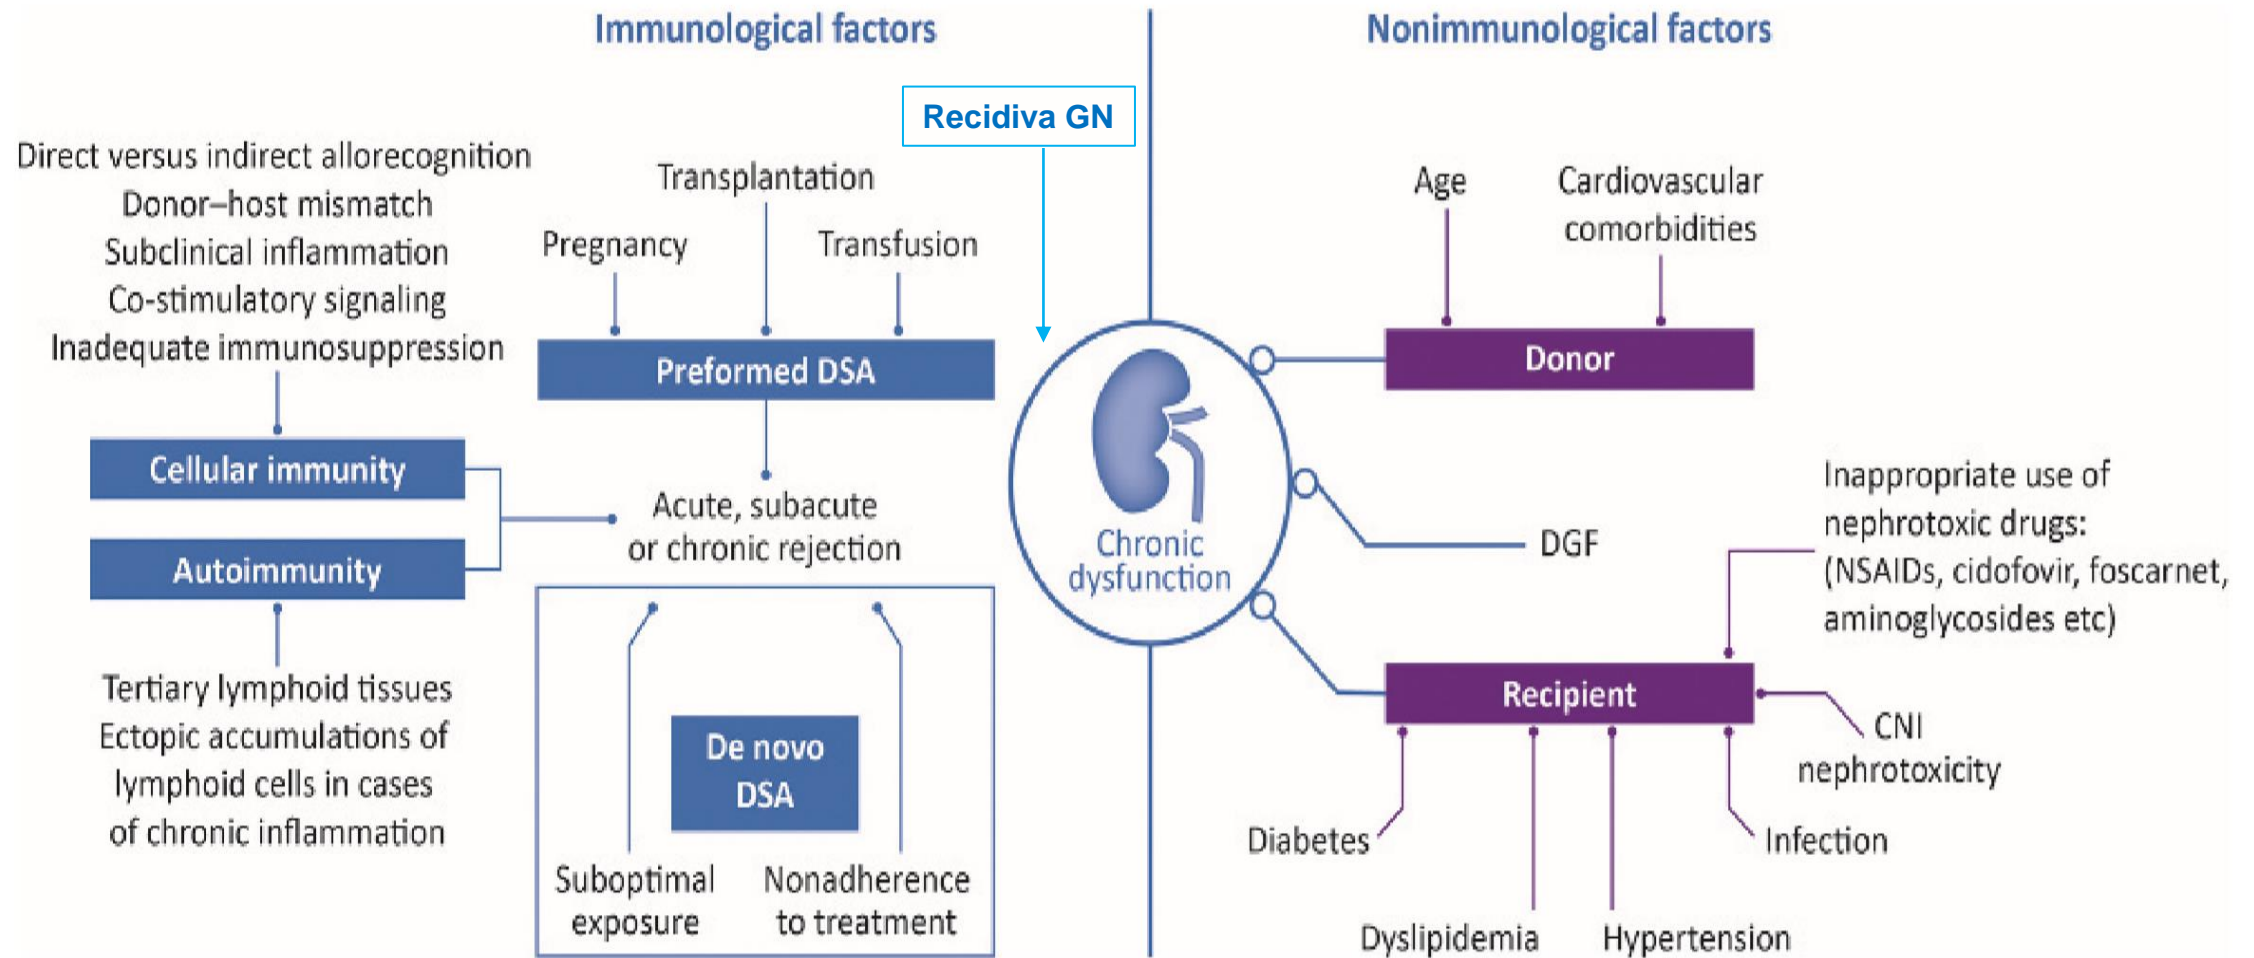 Immunological factors
Nonimmunological factors
Recidiva GN
Direct versus indirect allorecognition
Donor–host mismatch
Subclinical inflammation
Co-stimulatory signaling
Inadequate immunosuppression
Transplantation
Pregnancy
Transfusion
Preformed DSA
Cellular immunity
Autoimmunity
Acute, subacute
or chronic rejection
Tertiary lymphoid tissues
Ectopic accumulations of
lymphoid cells in cases
of chronic inflammation
De novo
DSA
Suboptimal
exposure
Nonadherence
to treatment
Chronic
dysfunction
Age
Cardiovascular
comorbidities
Donor
DGF
Inappropriate use of
nephrotoxic drugs:
(NSAIDs, cidofovir, foscarnet,
aminoglycosides etc)
Recipient
CNI
nephrotoxicity
Diabetes
Infection
Dyslipidemia
Hypertension